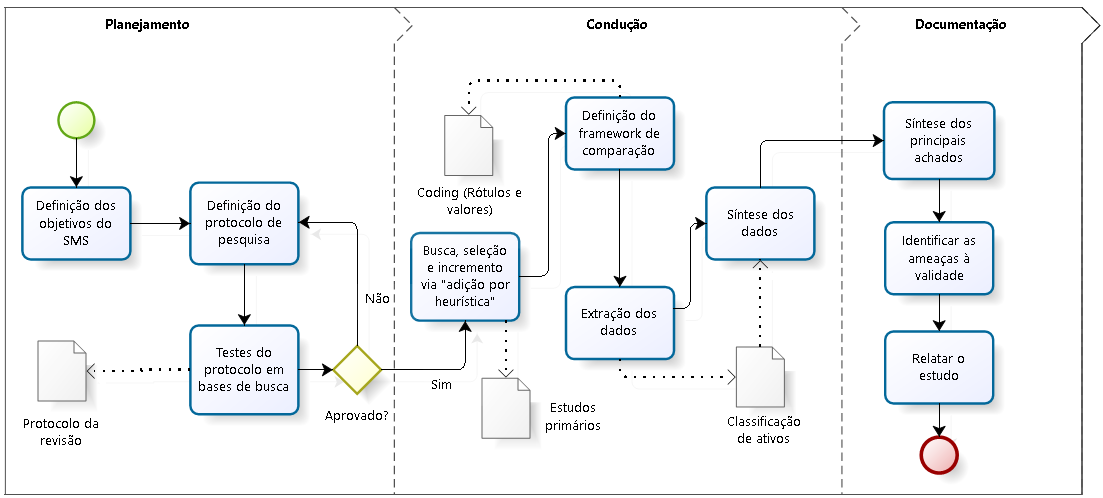 Planejamento
Condução
Documentação
Definição dos
objetivos do
SMS
Definição do
protocolo de
pesquisa
Testes do
protocolo em
bases de busca
Protocolo da
revisão
Não
Aprovado?
Sim
Coding (Rótulos e
valores)
Busca, seleção
e incremento
via "adição por
heurística"
Estudos
primários
Definição do
framework de
comparação
Extração dos
dados
Síntese dos
dados
Classificação
de ativos
Síntese dos
principais
achados
Identificar as
ameaças à
validade
Relatar o
estudo